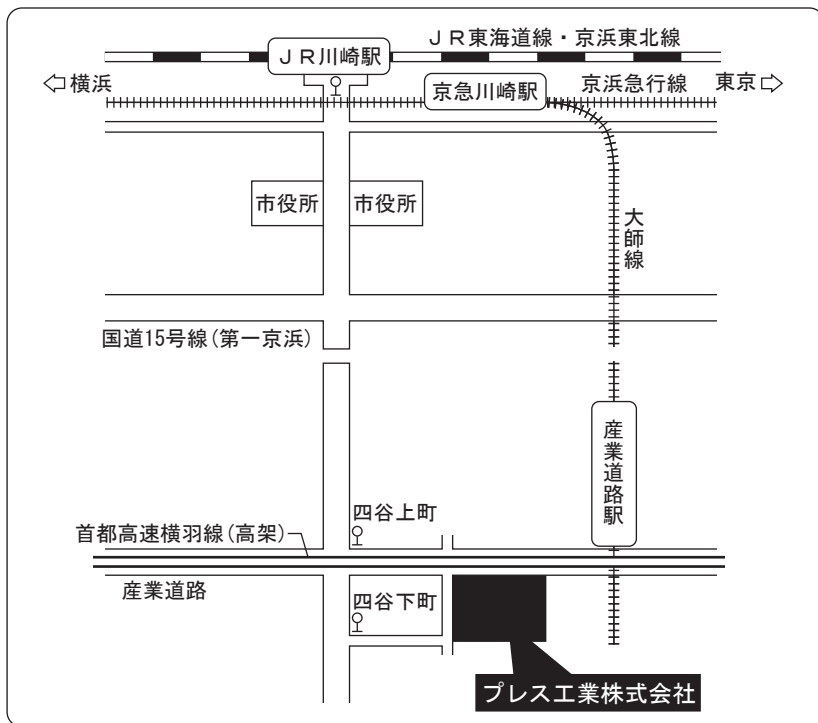 JR東海道線・京浜東北線
JR川崎駅
横浜
京急川崎駅
京浜急行線
東京
市役所
市役所
大師線
国道15号線(第一京浜)
産業道路駅
四谷上町
首都高速横羽線(高架)
産業道路
四谷下町
プレス工業株式会社